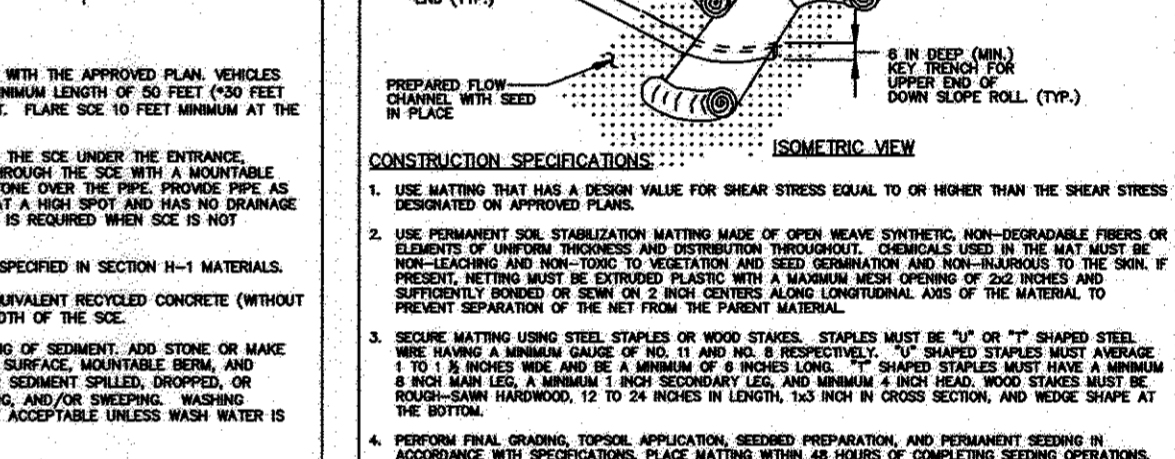 WITH THE APPROVED PLAN. VEHICLES
NIMUM LENGTH OF 50 FEET (*30 FEET
FLARE SCE 10 FEET MINIMUM AT THE
THE SCE UNDER THE ENTRANCE,
THROUGH THE SCE WITH A MOUNTABLE
TONE OVER THE PIPE. PROVIDE PIPE AS
AT A HIGH SPOT AND HAS NO DRAINAGE
IS REQUIRED WHEN SCE IS NOT
SPECIFIED IN SECTION H-1 MATERIALS.
UIVALENT RECYCLED CONCRETE (WITHOUT
DTH OF THE SCE.
NG OF SEDIMENT. ADD STONE OR MAKE
SURFACE, MOUNTABLE BERM, AND
SEDIMENT SPILLED, DROPPED, OR
NG, AND/OR SWEEPING. WASHING
ACCEPTABLE UNLESS WASH WATER IS
END (TYP.)
PREPARED FLOW
CHANNEL WITH SEED
IN PLACE
6 IN DEEP (MIN.)
KEY TRENCH FOR
UPPER END OF
DOWN SLOPE ROLL (TYP.)
ISOMETRIC VIEW
CONSTRUCTION SPECIFICATIONS:
1. USE MATTING THAT HAS A DESIGN VALUE FOR SHEAR STRESS EQUAL TO OR HIGHER THAN THE SHEAR STRESS
DESIGNATED ON APPROVED PLANS.
2. USE PERMANENT SOIL STABILIZATION MATTING MADE OF OPEN WEAVE SYNTHETIC, NON-DEGRADABLE FIBERS OR
ELEMENTS OF UNIFORM THICKNESS AND DISTRIBUTION THROUGHOUT. CHEMICALS USED IN THE MAT MUST BE
NON-LEACHING AND NON-TOXIC TO VEGETATION AND SEED GERMINATION AND NON-INJURIOUS TO THE SKIN. IF
PRESENT, NETTING MUST BE EXTRUDED PLASTIC WITH A MAXIMUM MESH OPENING OF 2x2 INCHES AND
SUFFICIENTLY BONDED OR SEWN ON 2 INCH CENTERS ALONG LONGITUDINAL AXIS OF THE MATERIAL TO
PREVENT SEPARATION OF THE NET FROM THE PARENT MATERIAL.
3. SECURE MATTING USING STEEL STAPLES OR WOOD STAKES. STAPLES MUST BE "U" OR "T" SHAPED STEEL
WIRE HAVING A MINIMUM GAUGE OF NO. 11 AND NO. 8 RESPECTIVELY. "U" SHAPED STAPLES MUST AVERAGE
1 TO 1 ½ INCHES WIDE AND BE A MINIMUM OF 6 INCHES LONG. "T" SHAPED STAPLES MUST HAVE A MINIMUM
8 INCH MAIN LEG, A MINIMUM 1 INCH SECONDARY LEG, AND MINIMUM 4 INCH HEAD. WOOD STAKES MUST BE
ROUGH-SAWN HARDWOOD, 12 TO 24 INCHES IN LENGTH, 1x3 INCH IN CROSS SECTION, AND WEDGE SHAPE AT
THE BOTTOM.
4. PERFORM FINAL GRADING, TOPSOIL APPLICATION, SEEDBED PREPARATION, AND PERMANENT SEEDING IN
ACCORDANCE WITH SPECIFICATIONS. PLACE MATTING WITHIN 48 HOURS OF COMPLETING SEEDING OPERATIONS,